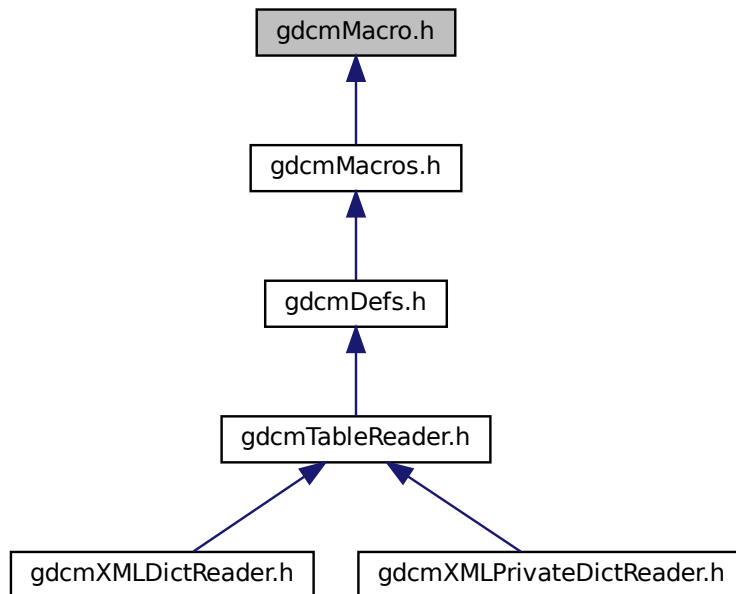 gdcmMacro.h
gdcmMacros.h
gdcmDefs.h
gdcmTableReader.h
gdcmXMLDictReader.h
gdcmXMLPrivateDictReader.h